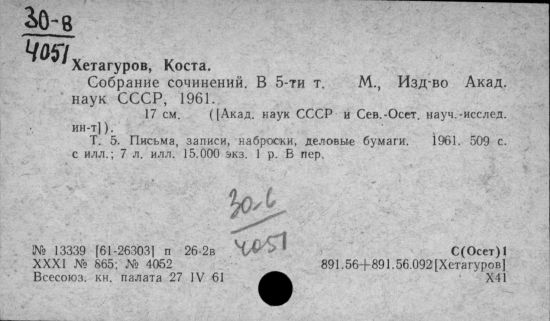 30-в
4051
Хетагуров, Коста.
Собрание сочинений. В 5-ти т. М., Изд-во Акад.
наук СССР, 1961.
17 см. ([Акад. наук СССР и Сев.-Осет. науч.-исслед.
ин-т]).
Т. 5. Письма, записи, наброски, деловые бумаги. 1961. 509 с.
с илл.; 7 л. илл. 15.000 экз. 1 р. В пер.
30-6
4051
№ 13339 [61-26303] п 26-2в
XXXI № 865; № 4052
Всесоюз. кн. палата 27 IV 61
С(Осет)1
891.56+891.56.092[Хетагуров]
Х41